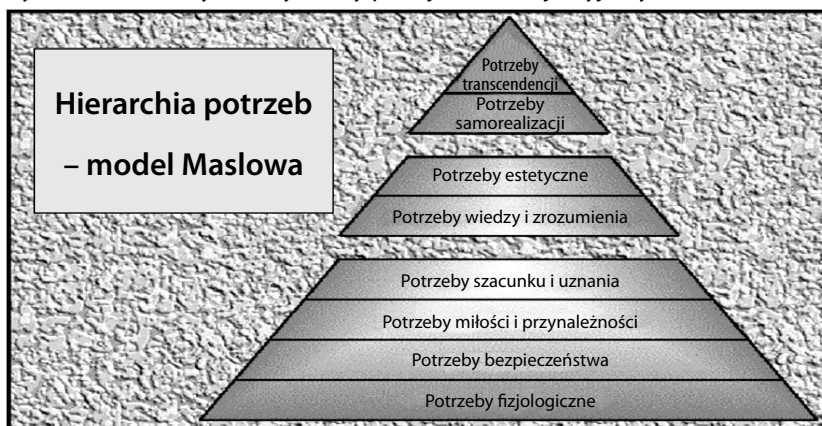 Hierarchia potrzeb
– model Maslowa
Potrzeby
transcendencji
Potrzeby
samorealizacji
Potrzeby estetyczne
Potrzeby wiedzy i zrozumienia
Potrzeby szacunku i uznania
Potrzeby miłości i przynależności
Potrzeby bezpieczeństwa
Potrzeby fizjologiczne